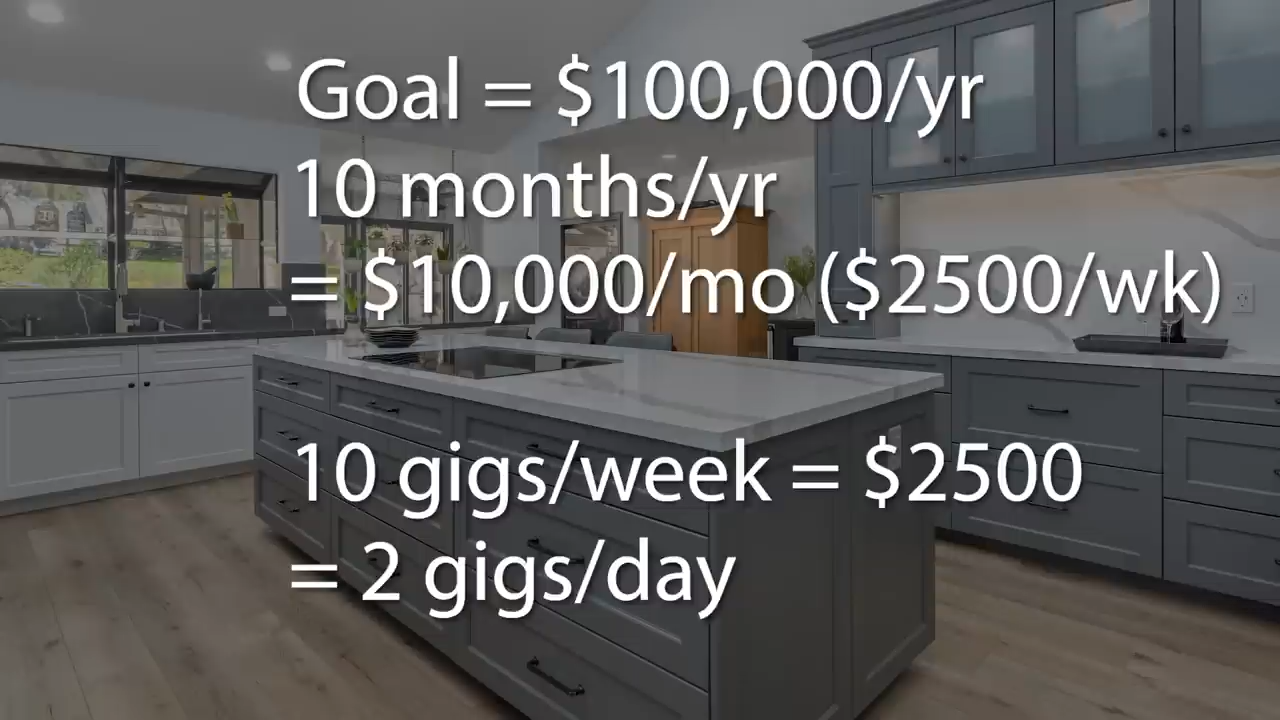 Goal = $100,000/yr
10 months/yr
= $10,000/mo ($2500/wk)
10 gigs/week = $2500
= 2 gigs/day